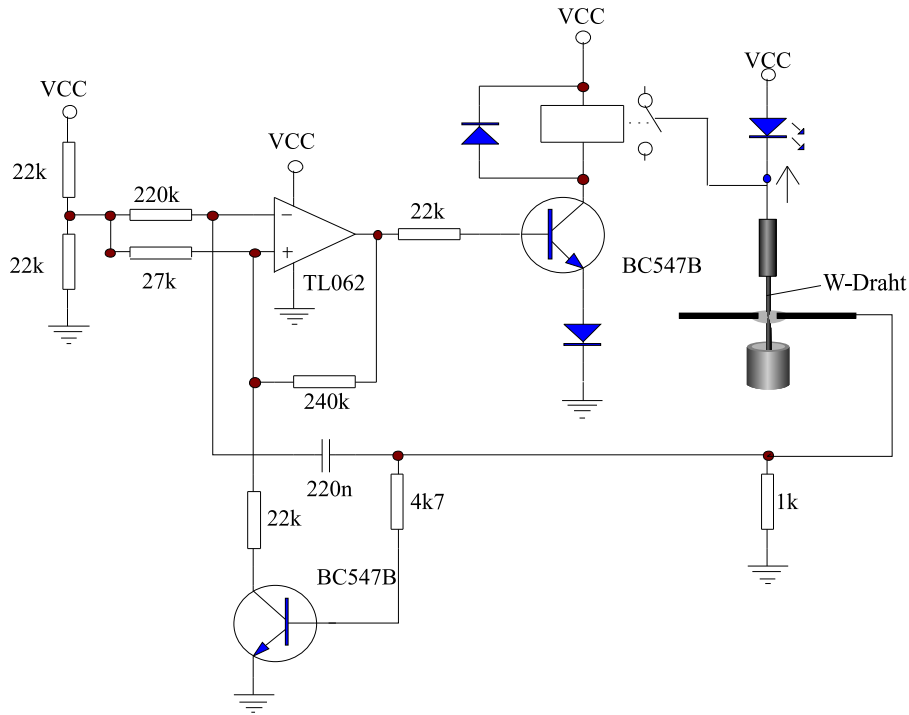 VCC
VCC
VCC
VCC
22k
220k
22k
22k
27k
TL062
BC547B
W-Draht
240k
220n
4k7
1k
22k
BC547B